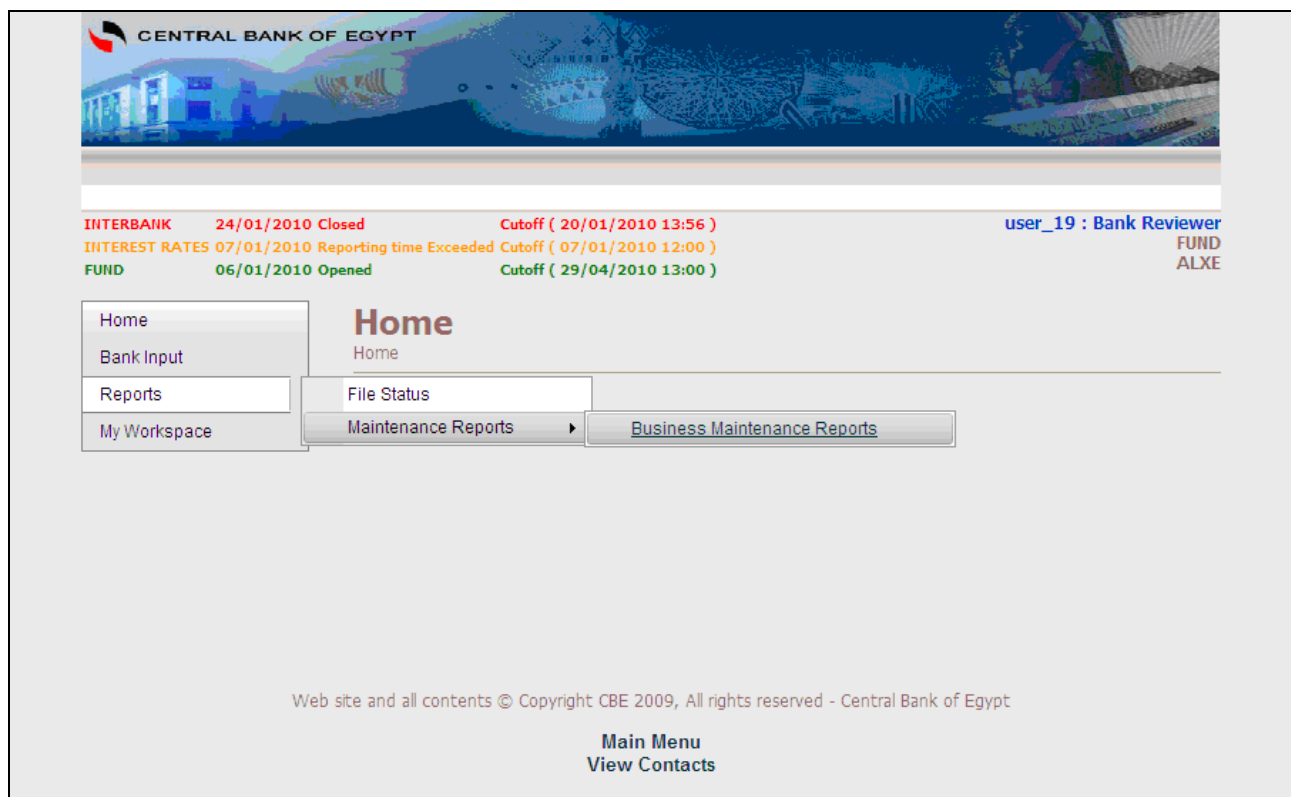 CENTRAL BANK OF EGYPT
INTERBANK 24/01/2010 Closed Cutoff ( 20/01/2010 13:56 )
INTEREST RATES 07/01/2010 Reporting time Exceeded Cutoff ( 07/01/2010 12:00 )
FUND 06/01/2010 Opened Cutoff ( 29/04/2010 13:00 )
user_19 : Bank Reviewer
FUND
ALXE
Home
Bank Input
Reports
My Workspace
Home
Home
File Status
Maintenance Reports
Business Maintenance Reports
Web site and all contents © Copyright CBE 2009, All rights reserved - Central Bank of Egypt
Main Menu
View Contacts